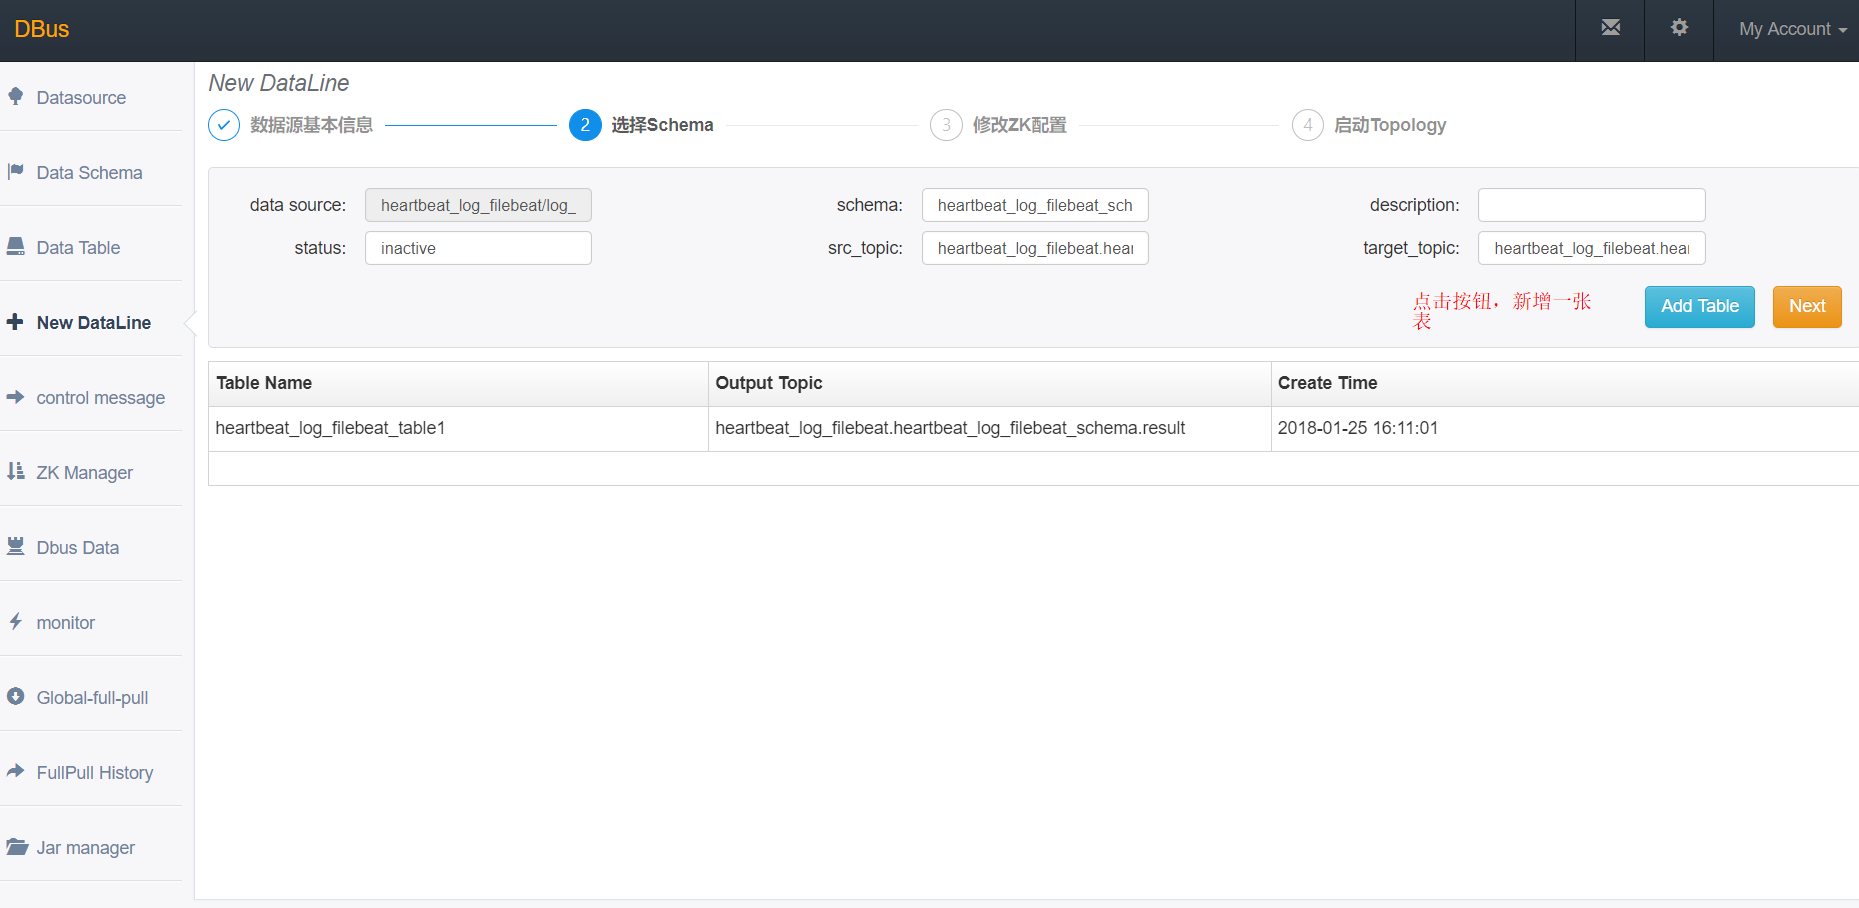 DBus
My Account
Datasource
Data Schema
Data Table
New DataLine
control message
ZK Manager
Dbus Data
monitor
Global-full-pull
FullPull History
Jar manager
New DataLine
数据源基本信息
2 选择Schema
3 修改ZK配置
4 启动Topology
data source: heartbeat_log_filebeat/log_
schema: heartbeat_log_filebeat_sch
description:
status: inactive
src_topic: heartbeat_log_filebeat.hear
target_topic: heartbeat_log_filebeat.hear
点击按钮，新增一张
表
Add Table
Next
Table Name Output Topic Create Time
heartbeat_log_filebeat_table1 heartbeat_log_filebeat.heartbeat_log_filebeat_schema.result 2018-01-25 16:11:01